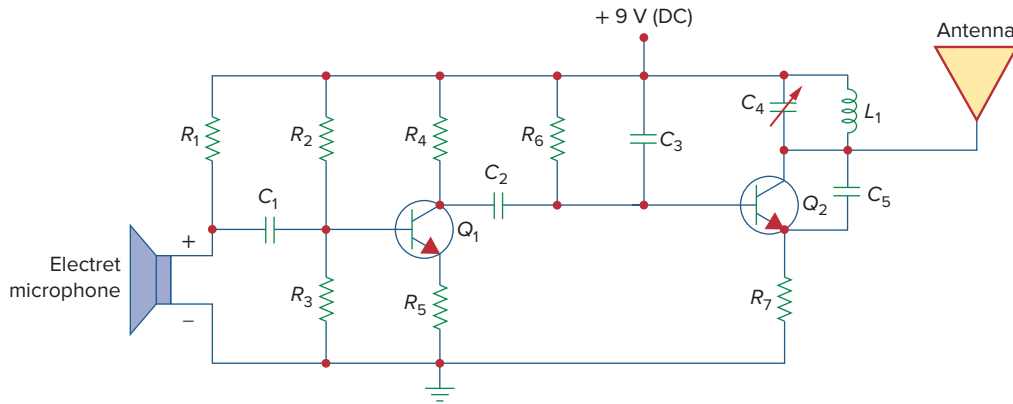 + 9 V (DC)
Antenna
R1
R2
R4
R6
C3
C4
L1
C1
C2
Q1
Q2
C5
+
Electret
microphone
−
R3
R5
R7